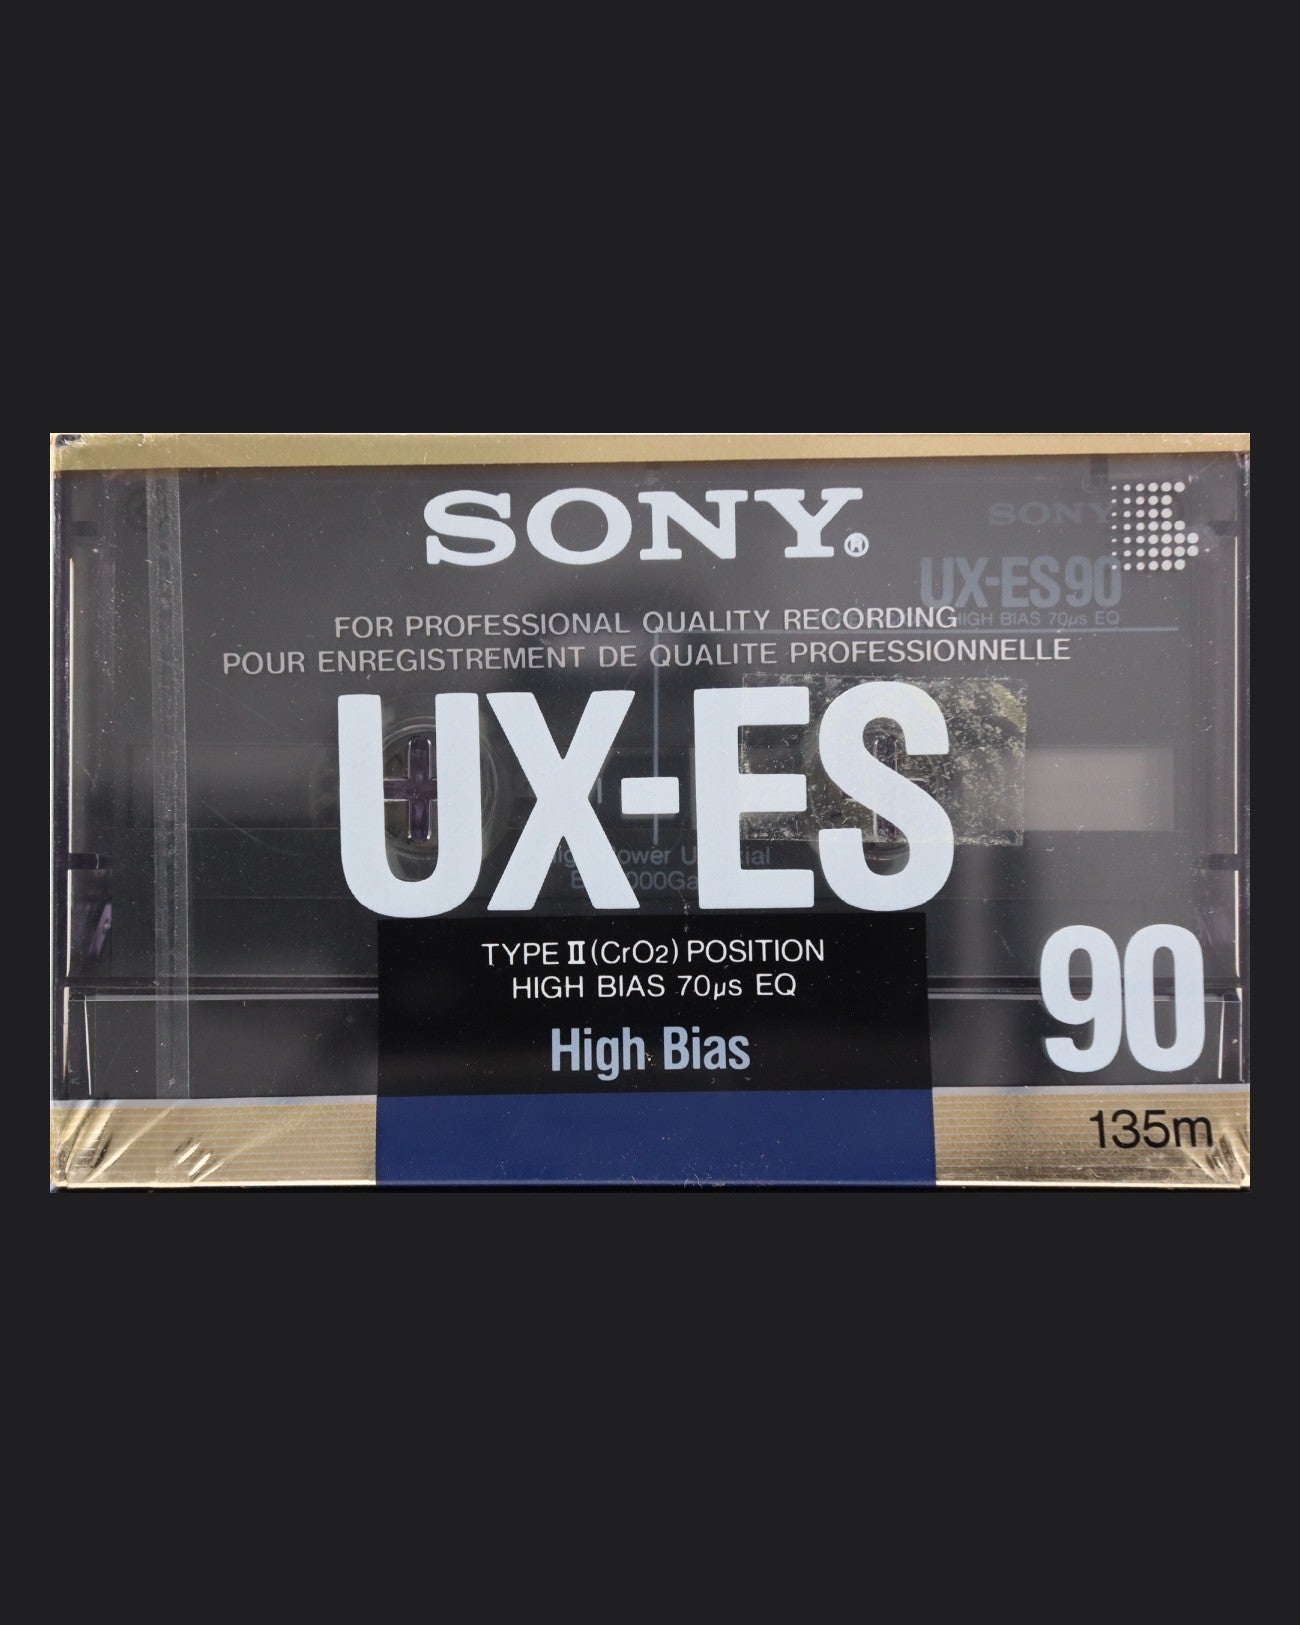 SONY®
SONY
UX-ES90
HIGH BIAS 70µs EQ
FOR PROFESSIONAL QUALITY RECORDING
POUR ENREGISTREMENT DE QUALITE PROFESSIONNELLE
UX-ES
TYPE II (CrO2) POSITION
HIGH BIAS 70µs EQ
High Bias
90
135m